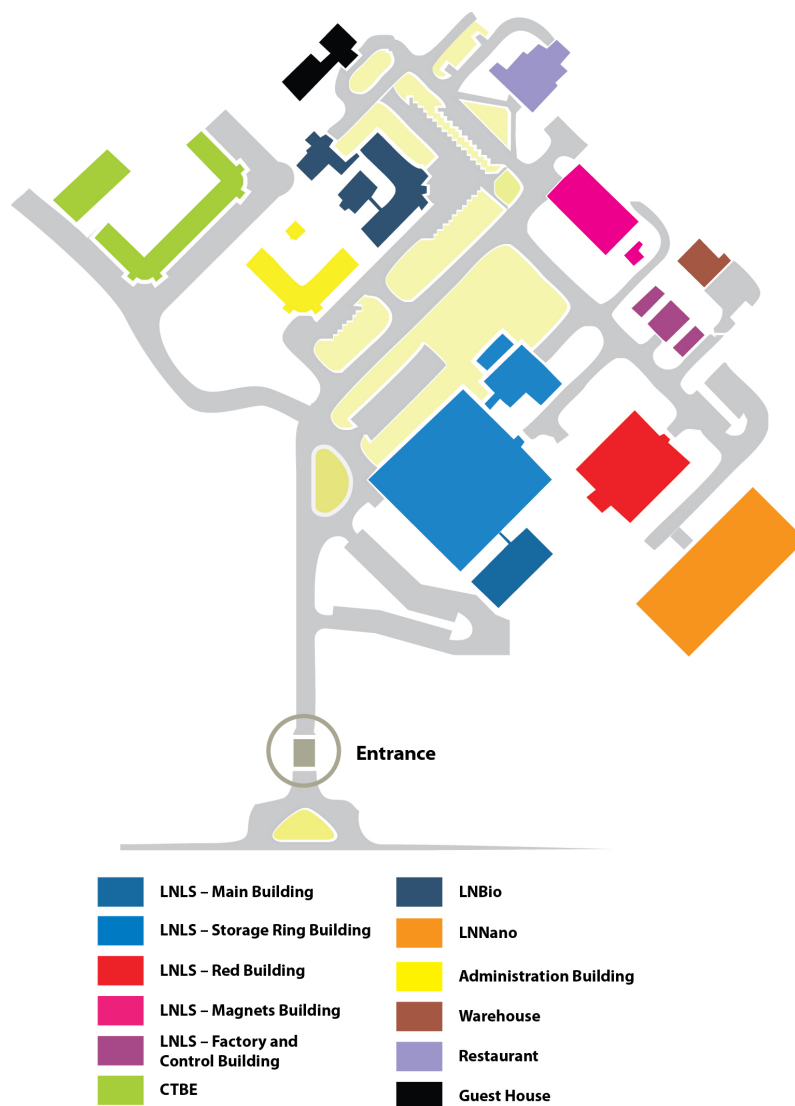 Entrance
LNLS – Main Building
LNLS – Storage Ring Building
LNLS – Red Building
LNLS – Magnets Building
LNLS – Factory and
Control Building
CTBE
LNBio
LNNano
Administration Building
Warehouse
Restaurant
Guest House